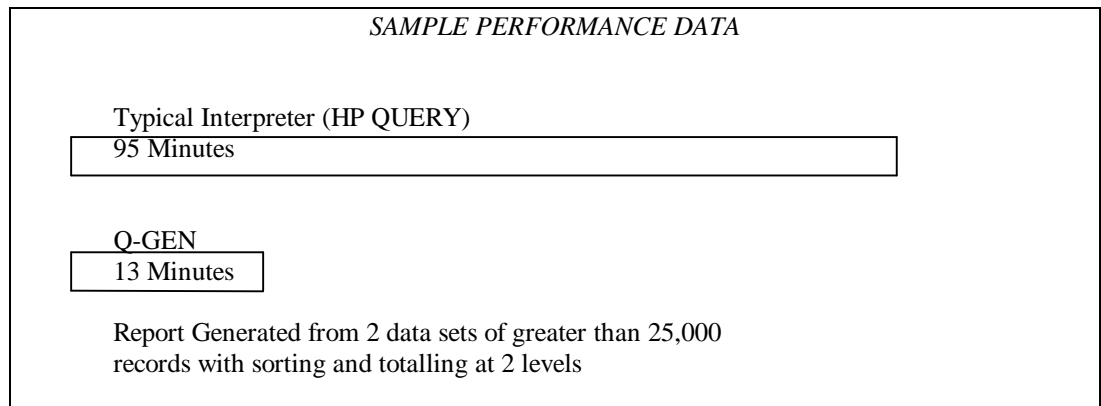 SAMPLE PERFORMANCE DATA
Typical Interpreter (HP QUERY)
95 Minutes
Q-GEN
13 Minutes
Report Generated from 2 data sets of greater than 25,000
records with sorting and totalling at 2 levels